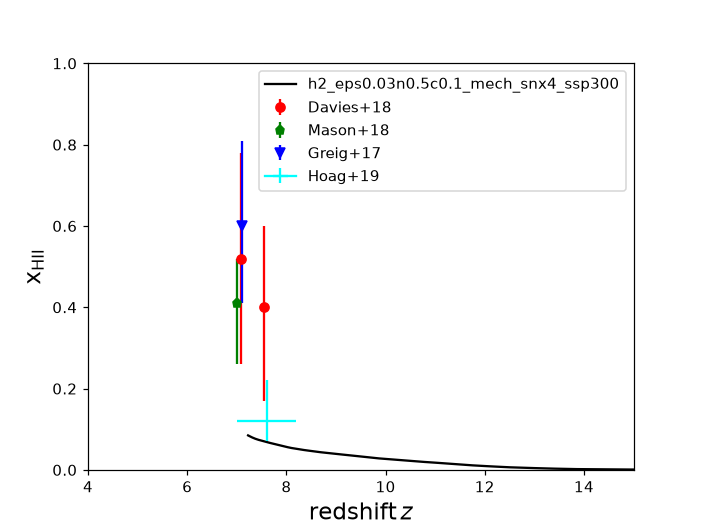 1.0
0.8
0.6
0.4
0.2
0.0
4 6 8 10 12 14
xHII
redshift z
h2_eps0.03n0.5c0.1_mech_snx4_ssp300
Davies+18
Mason+18
Greig+17
Hoag+19